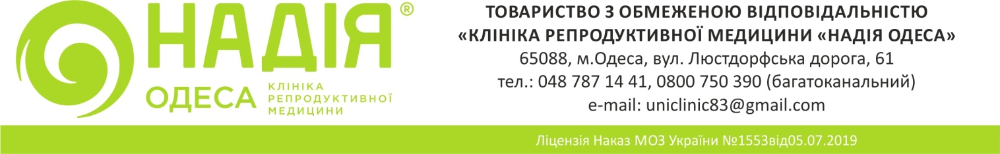 НАДІЯ®
ОДЕСА
КЛІНІКА
РЕПРОДУКТИВНОЇ
МЕДИЦИНИ
ТОВАРИСТВО З ОБМЕЖЕНОЮ ВІДПОВІДАЛЬНІСТЮ
«КЛІНІКА РЕПРОДУКТИВНОЇ МЕДИЦИНИ «НАДІЯ ОДЕСА»
65088, м.Одеса, вул. Люстдорфська дорога, 61
тел.: 048 787 14 41, 0800 750 390 (багатоканальний)
e-mail: uniclinic83@gmail.com
Ліцензія Наказ МОЗ України №1553від05.07.2019